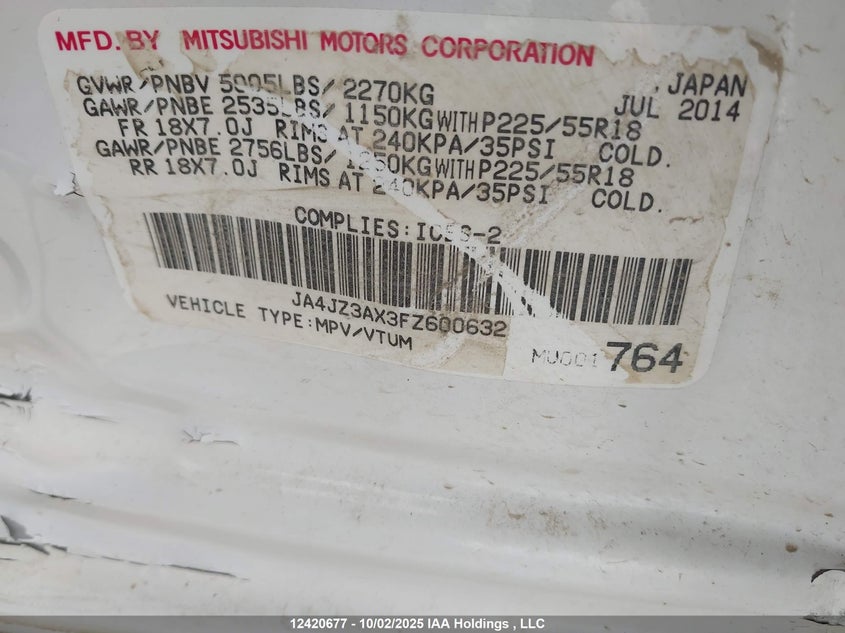 MFD. BY MITSUBISHI MOTORS CORPORATION
GVWR/PNBV 5005LBS/2270KG JAPAN
GAWR/PNBE 2535LBS/1150KG WITH P225/55R18 JUL 2014
FR 18X7.0J RIMS AT 240KPA/35PSI COLD.
GAWR/PNBE 2756LBS/1250KG WITH P225/55R18
RR 18X7.0J RIMS AT 240KPA/35PSI COLD.
COMPLIES:
JA4JZ3AX3FZ600632
VEHICLE TYPE:MPV/VTUM
764
12420677 - 10/02/2025 IAA Holdings , LLC